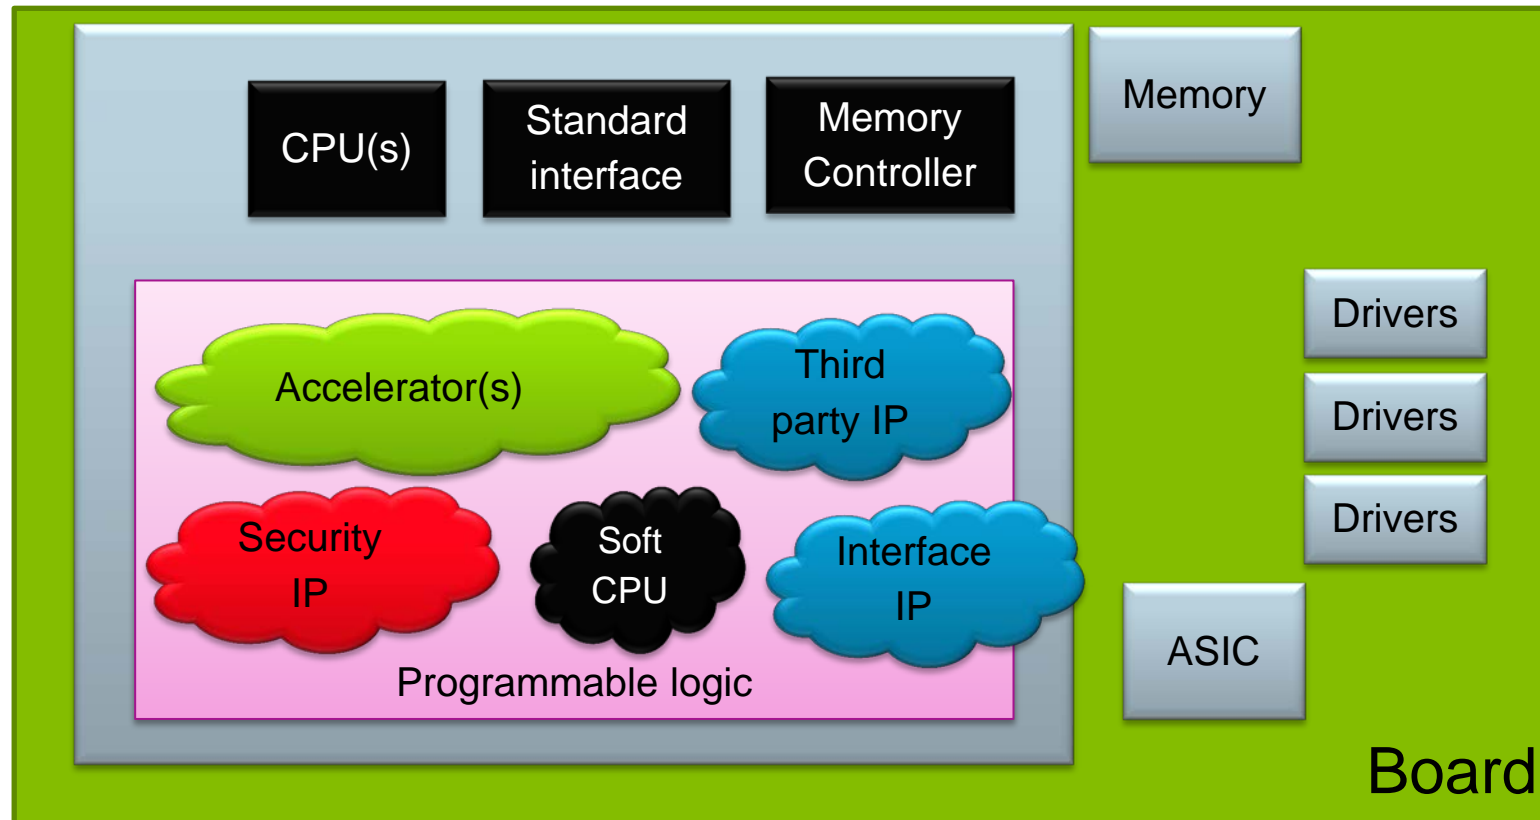 CPU(s)
Standard
interface
Memory
Controller
Memory
Accelerator(s)
Third
party IP
Security
IP
Soft
CPU
Interface
IP
Programmable logic
Drivers
Drivers
Drivers
ASIC
Board